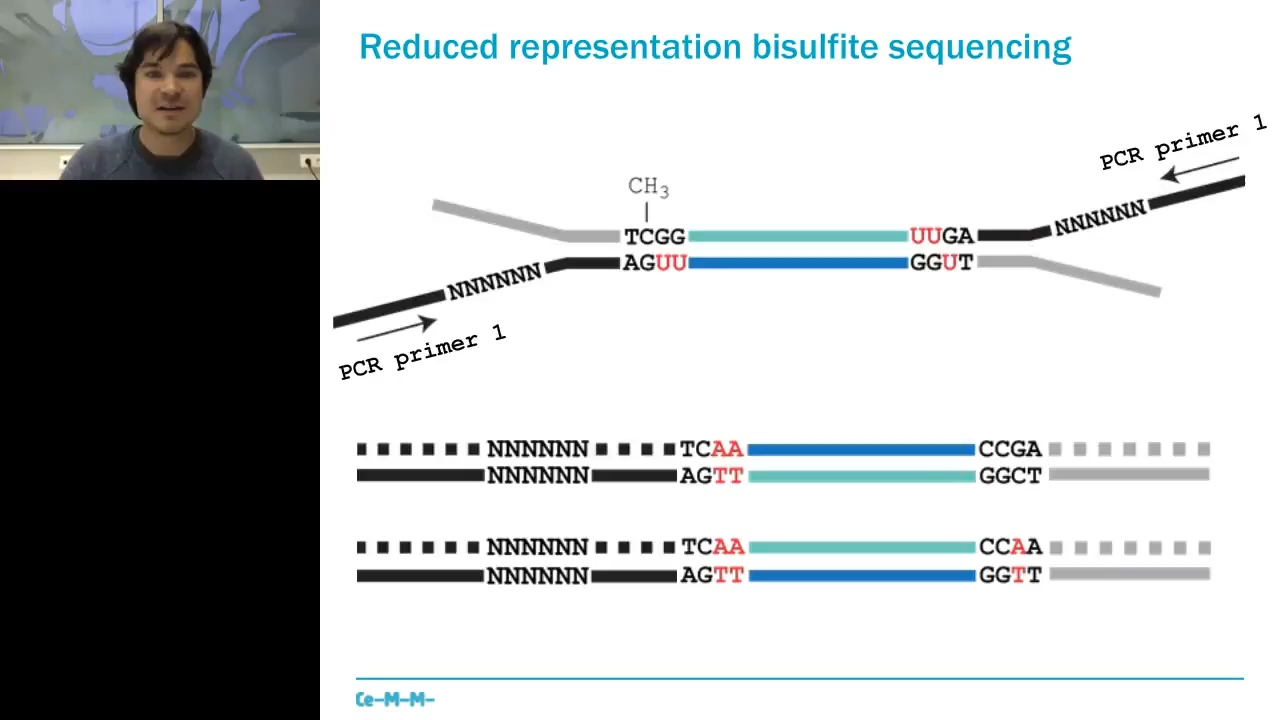 Reduced representation bisulfite sequencing
PCR primer 1
CH3
NNNNNN
TCGG UUGA
AGUU GGUT
NNNNNN
PCR primer 1
NNNNNN TCAA CCGA
NNNNNN AGTT GGCT
NNNNNN TCAA CCAA
NNNNNN AGTT GGTT
Ce-M-M-